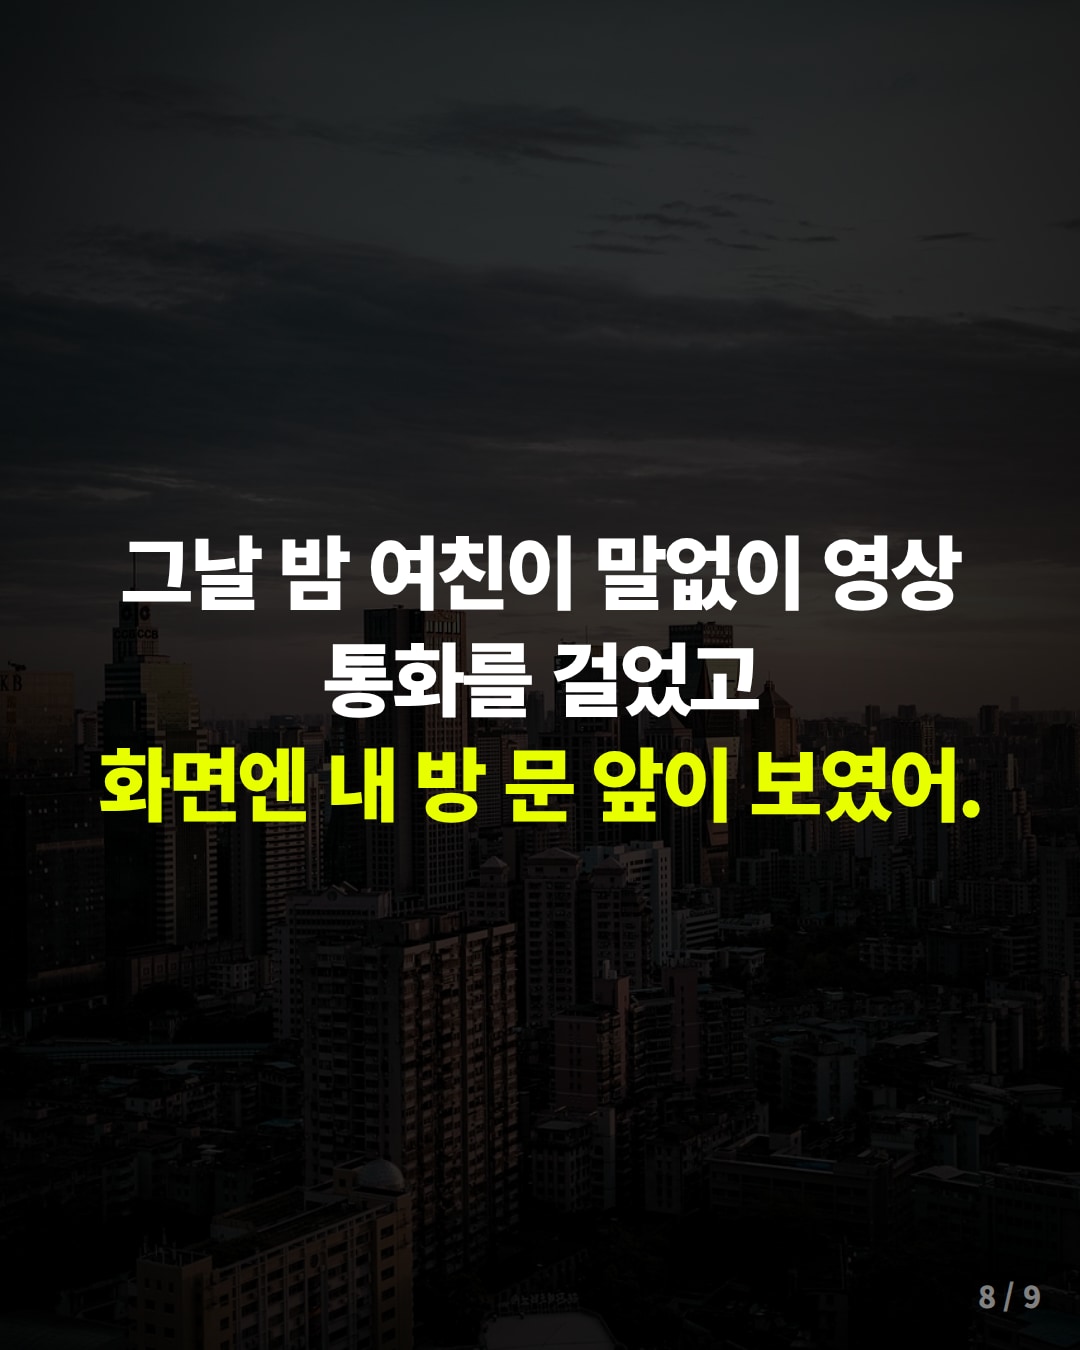 그날 밤 여친이 말없이 영상
통화를 걸었고
화면엔 내 방 문 앞이 보였어.
8 / 9